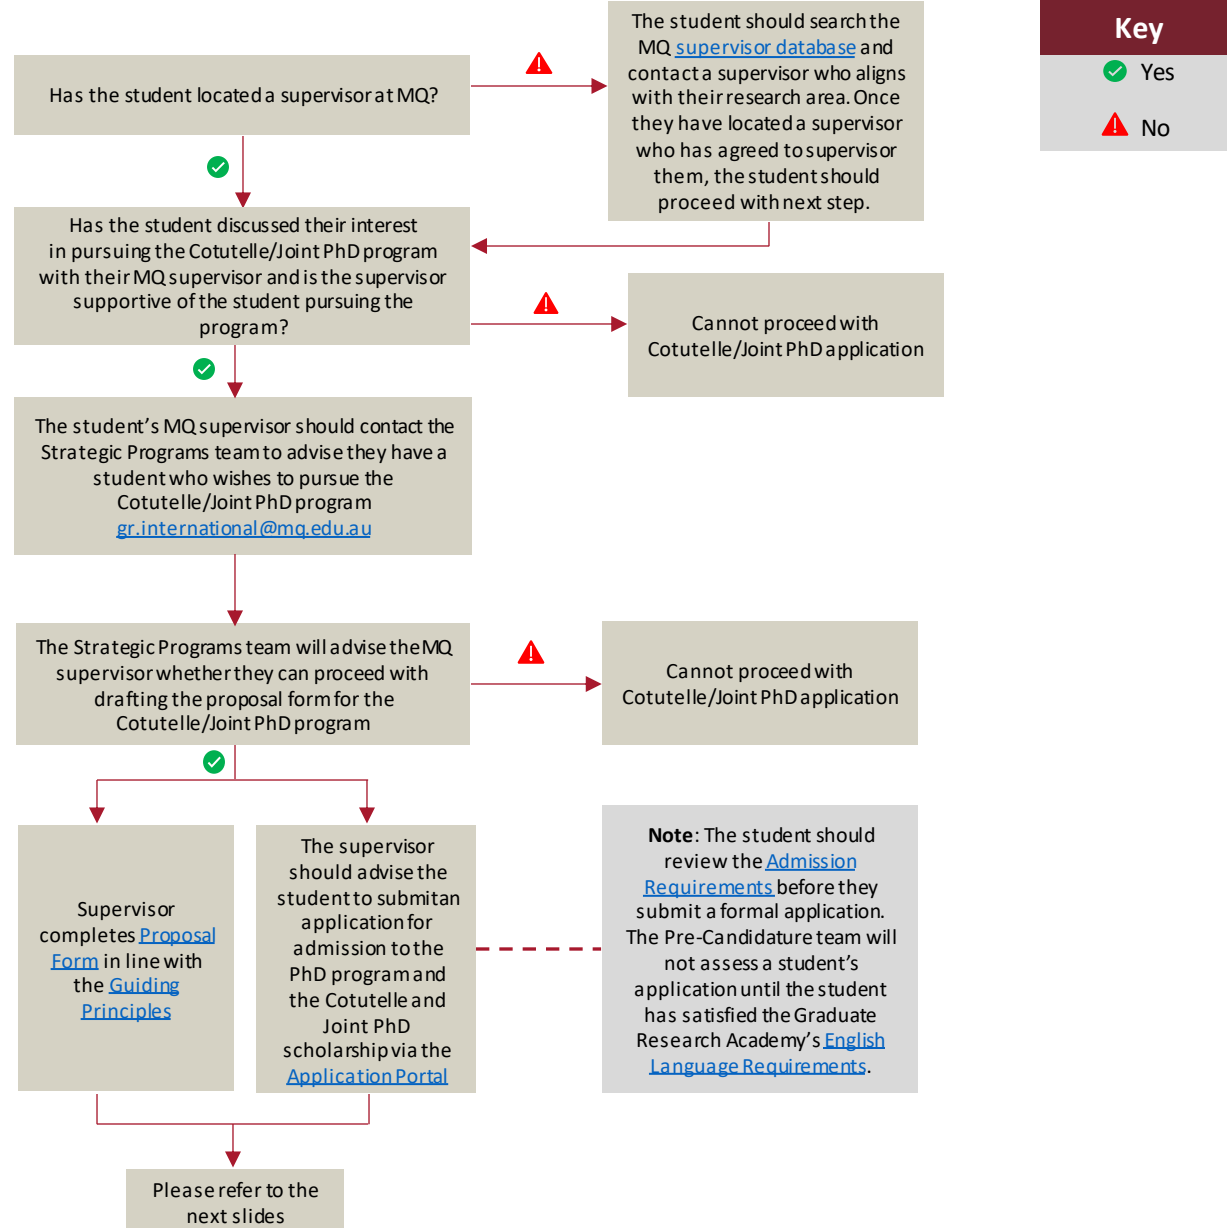 Has the student located a supervisor at MQ?
The student should search the
MQ supervisor database and
contact a supervisor who aligns
with their research area. Once
they have located a supervisor
who has agreed to supervisor
them, the student should
proceed with next step.
Key
Yes
No
Has the student discussed their interest
in pursuing the Cotutelle/Joint PhD program
with their MQ supervisor and is the supervisor
supportive of the student pursuing the
program?
Cannot proceed with
Cotutelle/Joint PhD application
The student’s MQ supervisor should contact the
Strategic Programs team to advise they have a
student who wishes to pursue the
Cotutelle/Joint PhD program
gr.international@mq.edu.au
The Strategic Programs team will advise the MQ
supervisor whether they can proceed with
drafting the proposal form for the
Cotutelle/Joint PhD program
Cannot proceed with
Cotutelle/Joint PhD application
Supervisor
completes Proposal
Form in line with
the Guiding
Principles
The supervisor
should advise the
student to submit an
application for
admission to the
PhD program and
the Cotutelle and
Joint PhD
scholarship via the
Application Portal
Note: The student should
review the Admission
Requirements before they
submit a formal application.
The Pre-Candidature team will
not assess a student’s
application until the student
has satisfied the Graduate
Research Academy’s English
Language Requirements.
Please refer to the
next slides